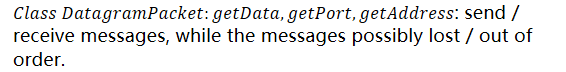 Class DatagramPacket: getData, getPort, getAddress: send /
receive messages, while the messages possibly lost / out of
order.